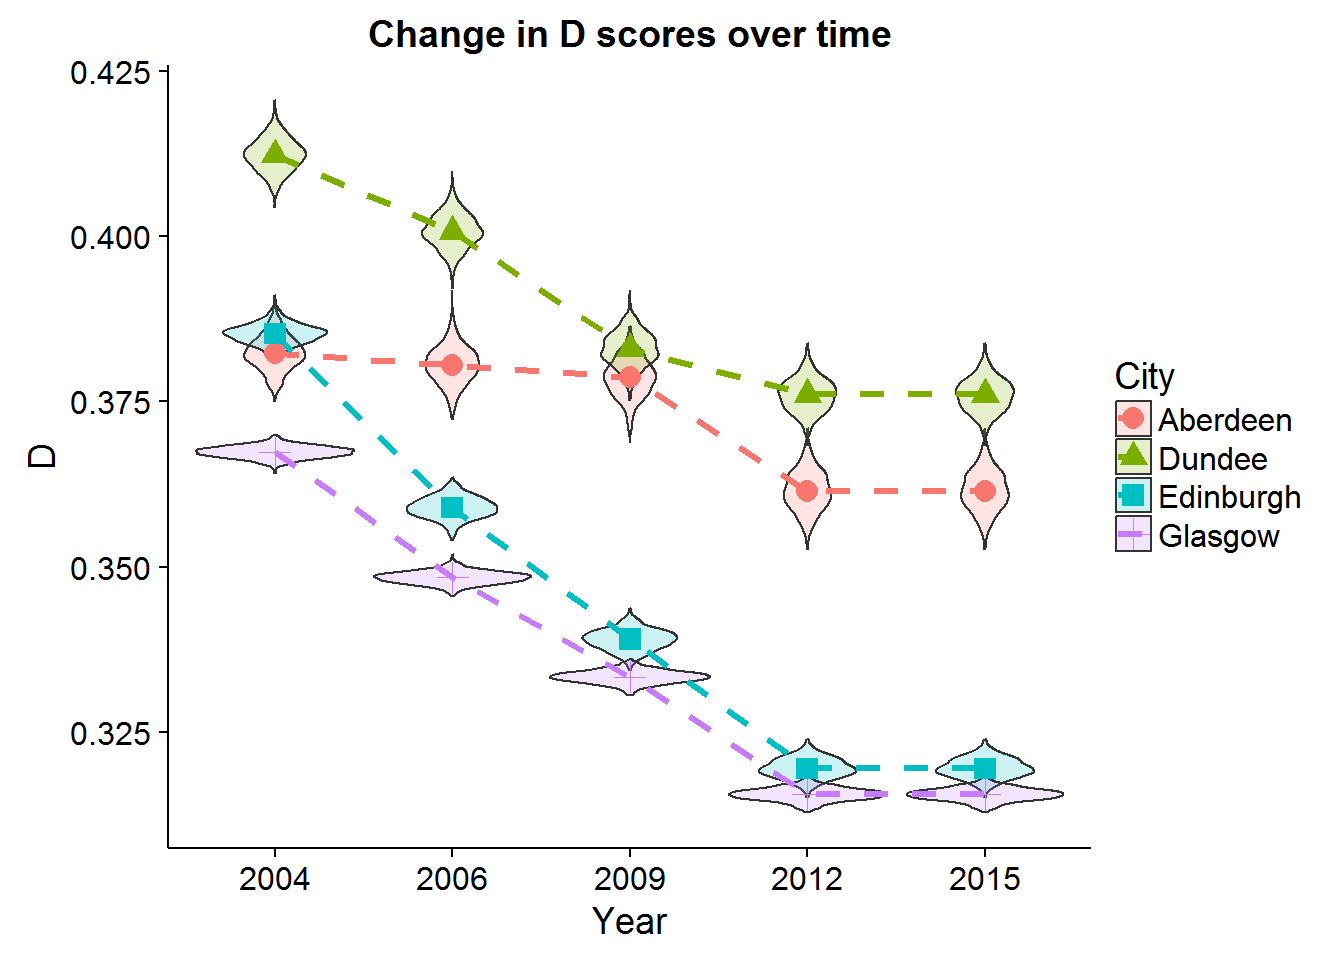 Change in D scores over time
0.425
0.400
0.375
0.350
0.325
D
2004 2006 2009 2012 2015
Year
City
Aberdeen
Dundee
Edinburgh
Glasgow